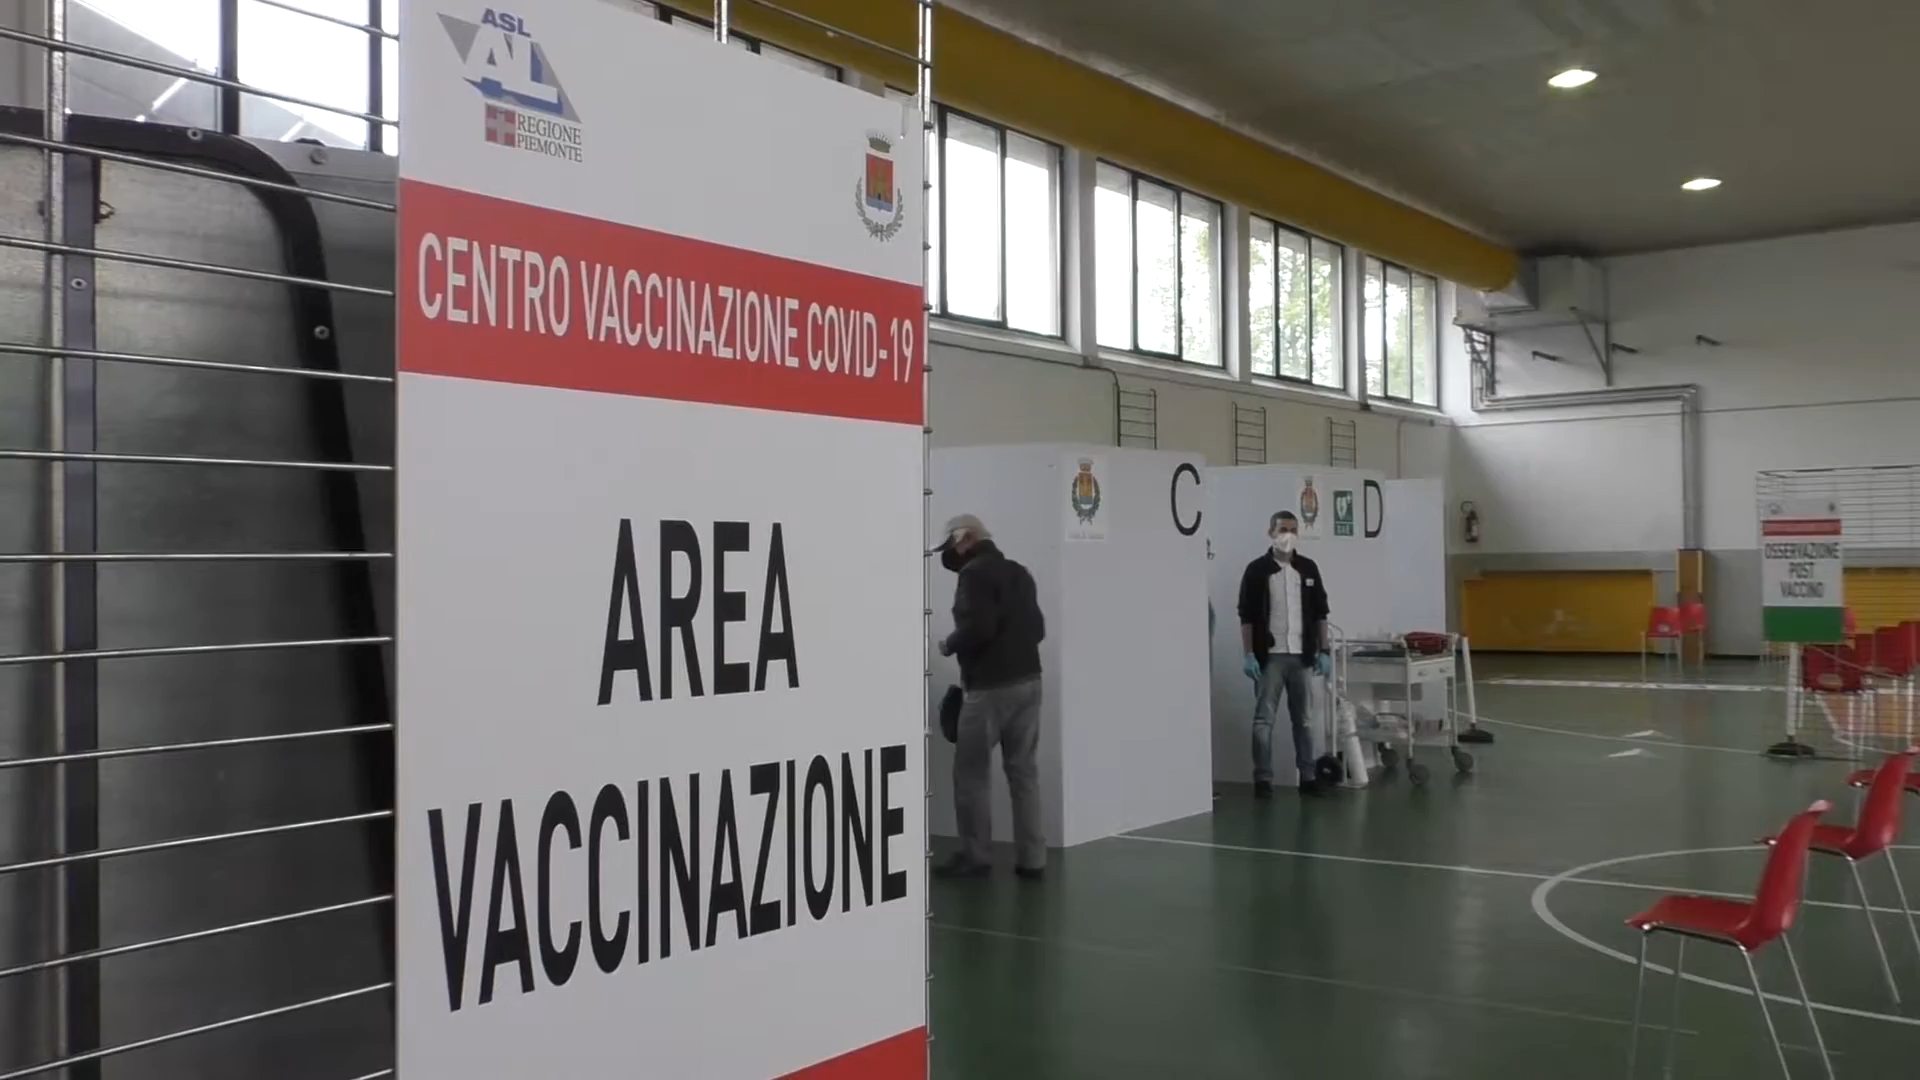 ASL
AL
REGIONE
PIEMONTE
CENTRO VACCINAZIONE COVID-19
AREA
VACCINAZIONE
C
D
OSSERVAZIONE
POST
VACCINO